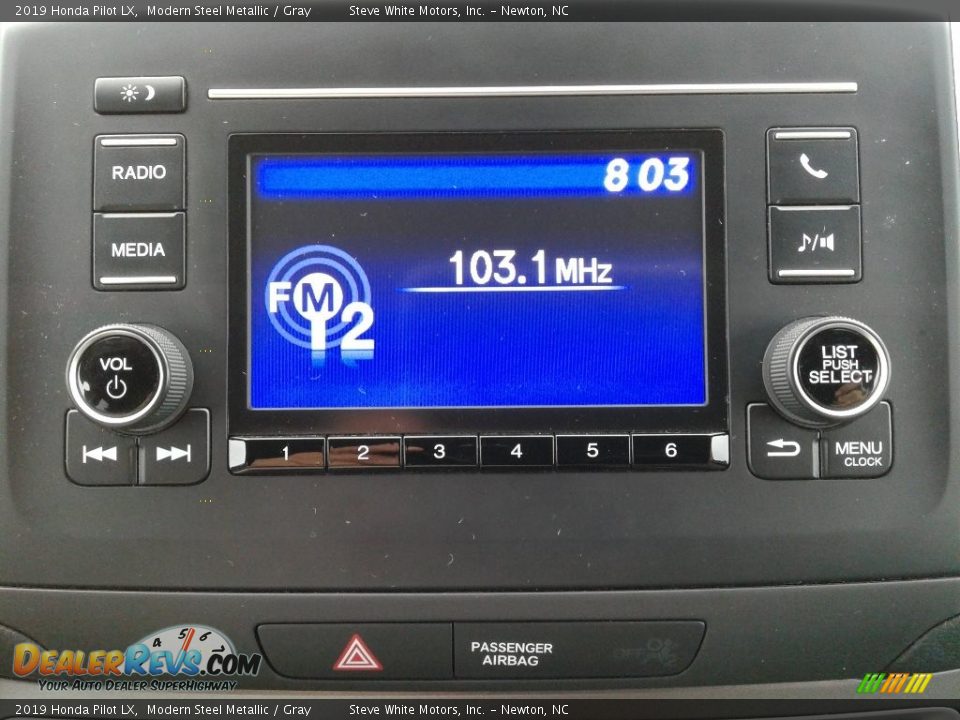 2019 Honda Pilot LX,  Modern Steel Metallic / Gray        Steve White Motors, Inc. - Newton, NC
RADIO
MEDIA
8 03
103.1 MHz
FM 2
VOL
LIST
PUSH
SELECT
1 2 3 4 5 6
MENU
CLOCK
PASSENGER
AIRBAG
OFF
4 5 6
DEALERREVS.COM
YOUR AUTO DEALER SUPERHIGHWAY
2019 Honda Pilot LX,  Modern Steel Metallic / Gray        Steve White Motors, Inc. - Newton, NC